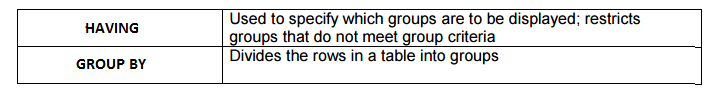 HAVING
Used to specify which groups are to be displayed; restricts
groups that do not meet group criteria
GROUP BY
Divides the rows in a table into groups